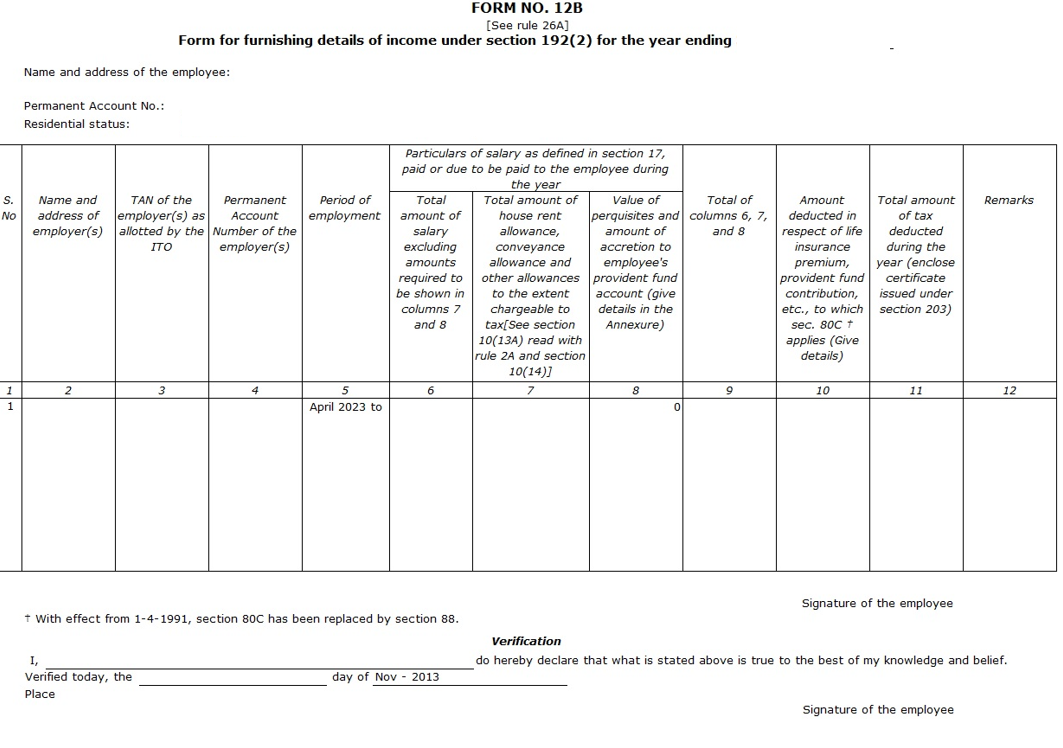 FORM NO. 12B
[See rule 26A]
Form for furnishing details of income under section 192(2) for the year ending -
Name and address of the employee:
Permanent Account No.:
Residential status:
Particulars of salary as defined in section 17,
paid or due to be paid to the employee during
the year
S.
No
Name and
address of
employer(s)
TAN of the
employer(s) as
allotted by the
ITO
Permanent
Account
Number of the
employer(s)
Period of
employment
Total
amount of
salary
excluding
amounts
required to
be shown in
columns 7
and 8
Total amount of
house rent
allowance,
conveyance
allowance and
other allowances
to the extent
chargeable to
tax[See section
10(13A) read with
rule 2A and section
10(14)]
Value of
perquisites and
amount of
accretion to
employee's
provident fund
account (give
details in the
Annexure)
Total of
columns 6, 7,
and 8
Amount
deducted in
respect of life
insurance
premium,
provident fund
contribution,
etc., to which
sec. 80C †
applies (Give
details)
Total amount
of tax
deducted
during the
year (enclose
certificate
issued under
section 203)
Remarks
1 2 3 4 5 6 7 8 9 10 11 12
1 April 2023 to 0
Signature of the employee
† With effect from 1-4-1991, section 80C has been replaced by section 88.
Verification
I, do hereby declare that what is stated above is true to the best of my knowledge and belief.
Verified today, the day of Nov - 2013
Place
Signature of the employee